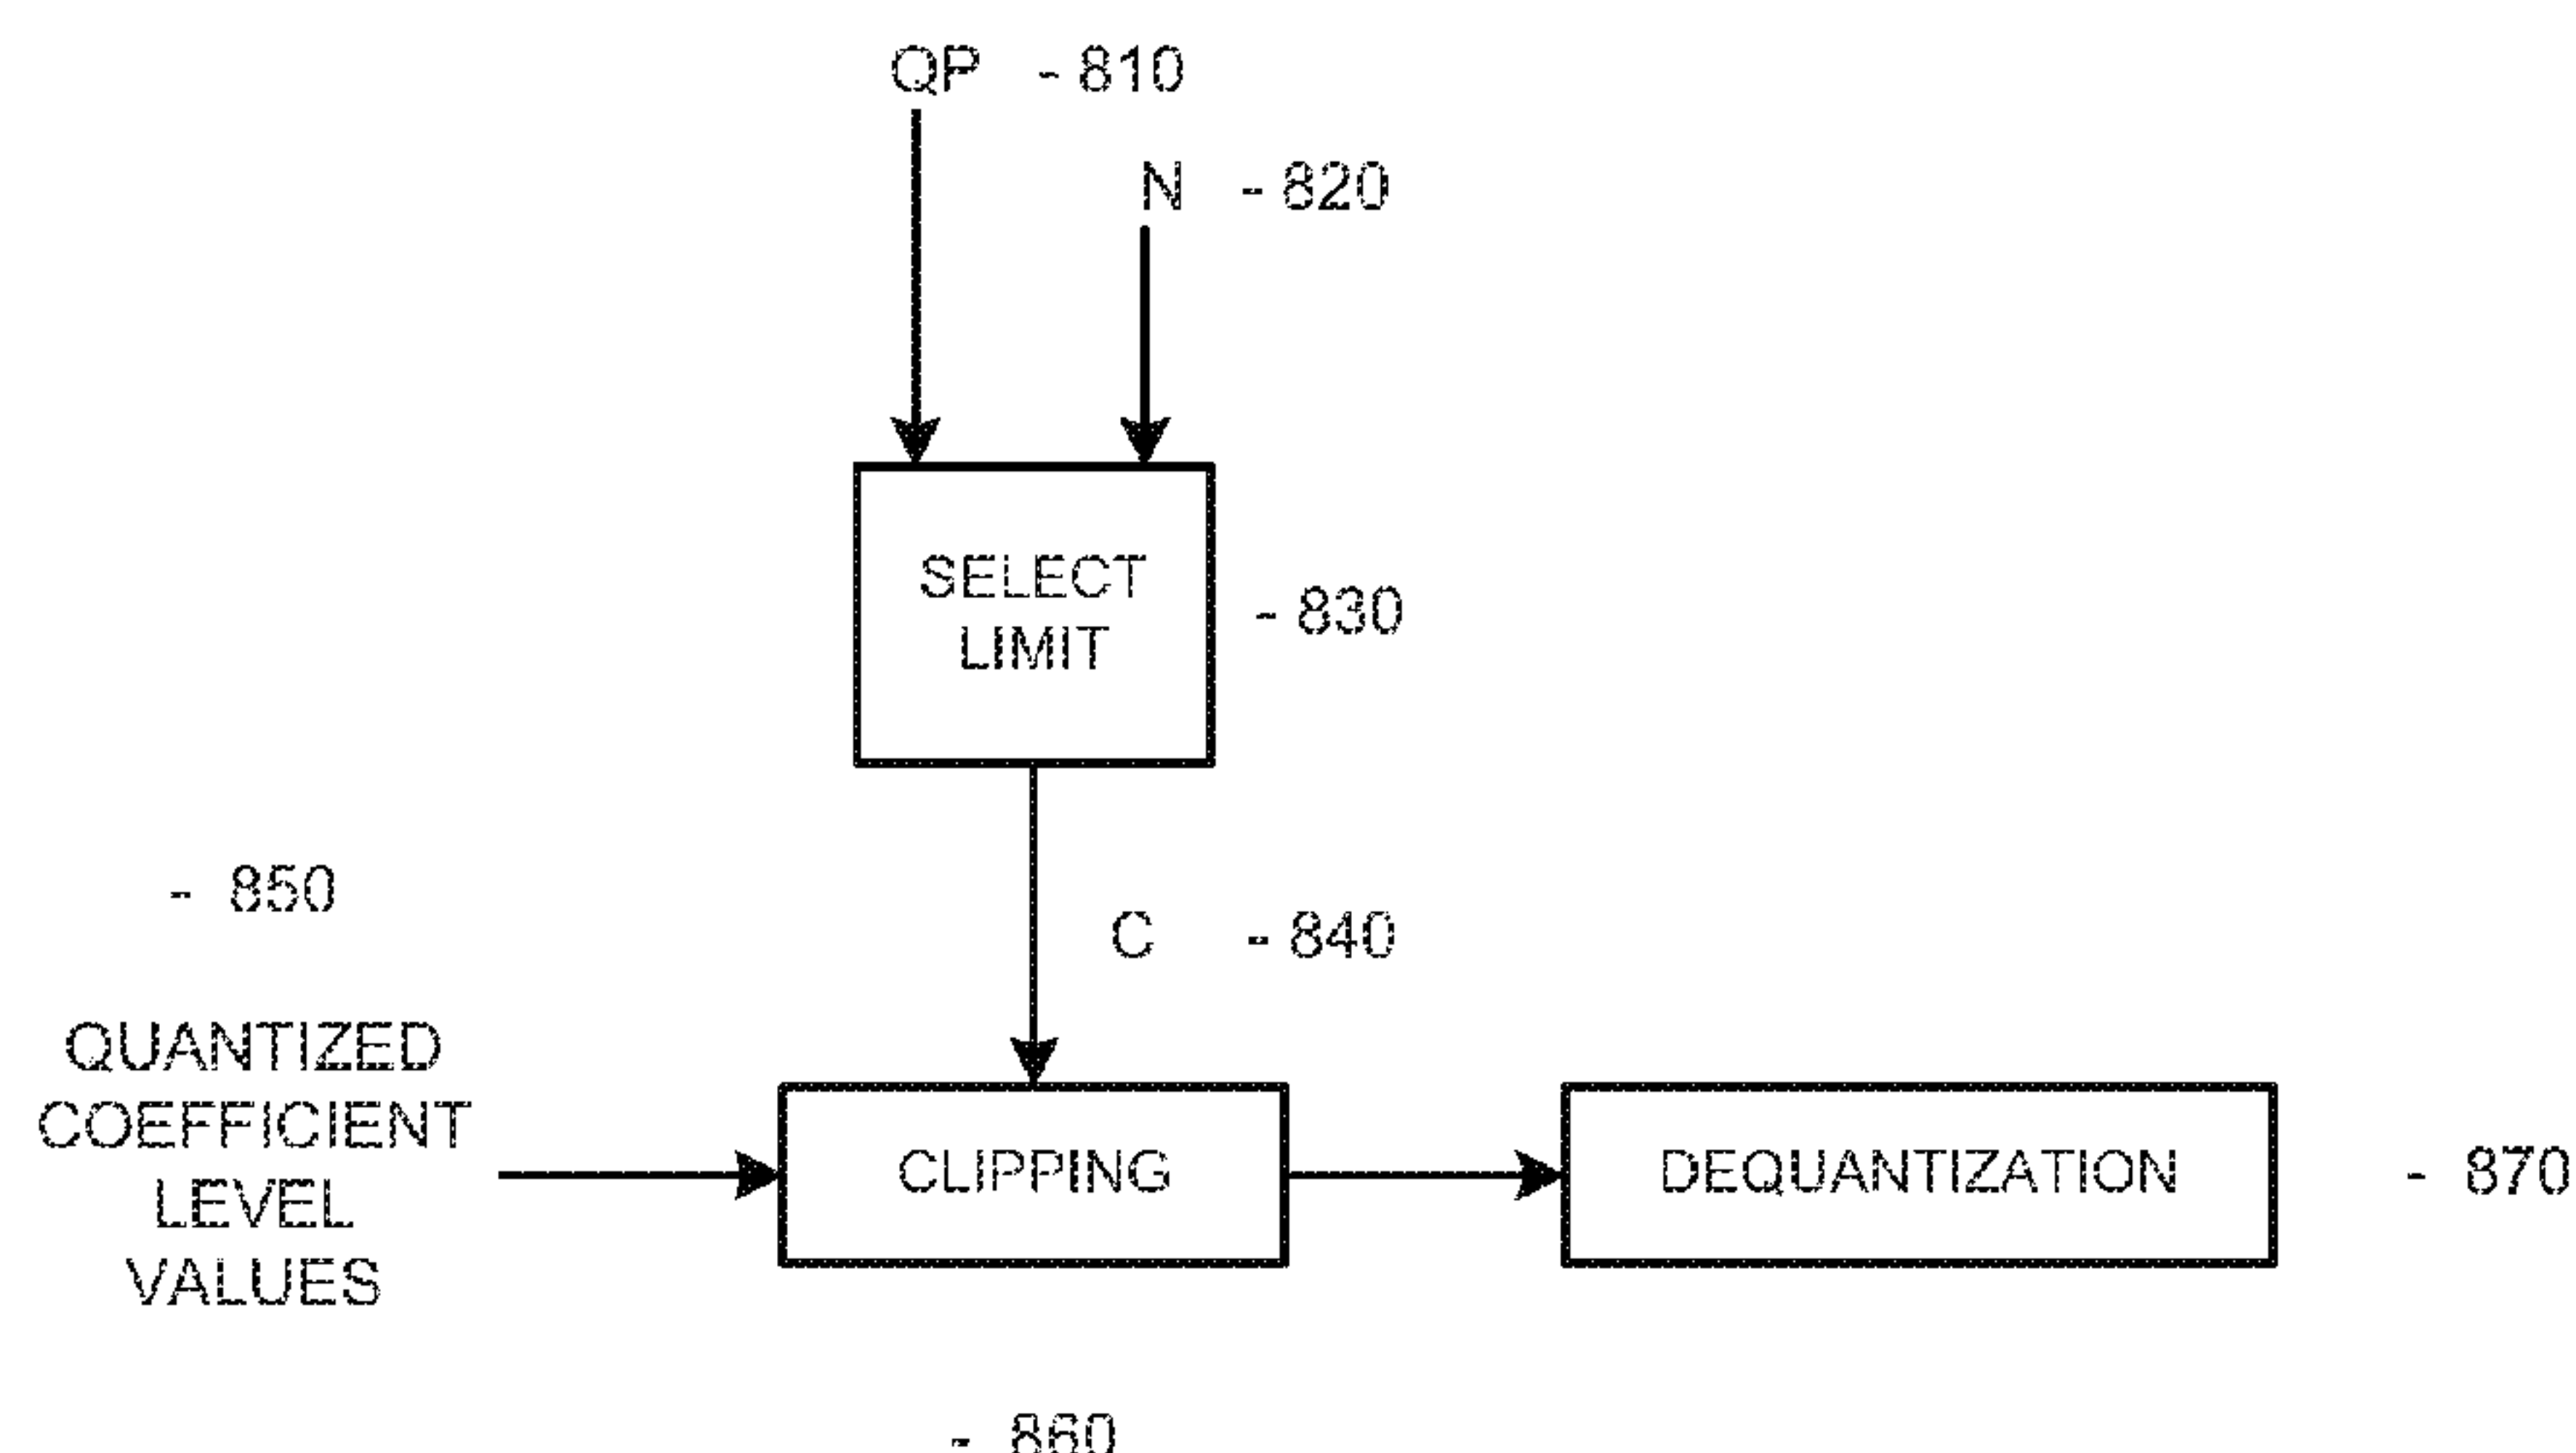 QP - 810
N - 820
SELECT
LIMIT
- 830
C - 840
- 850
QUANTIZED
COEFFICIENT
LEVEL
VALUES
CLIPPING
DEQUANTIZATION
- 870
- 860